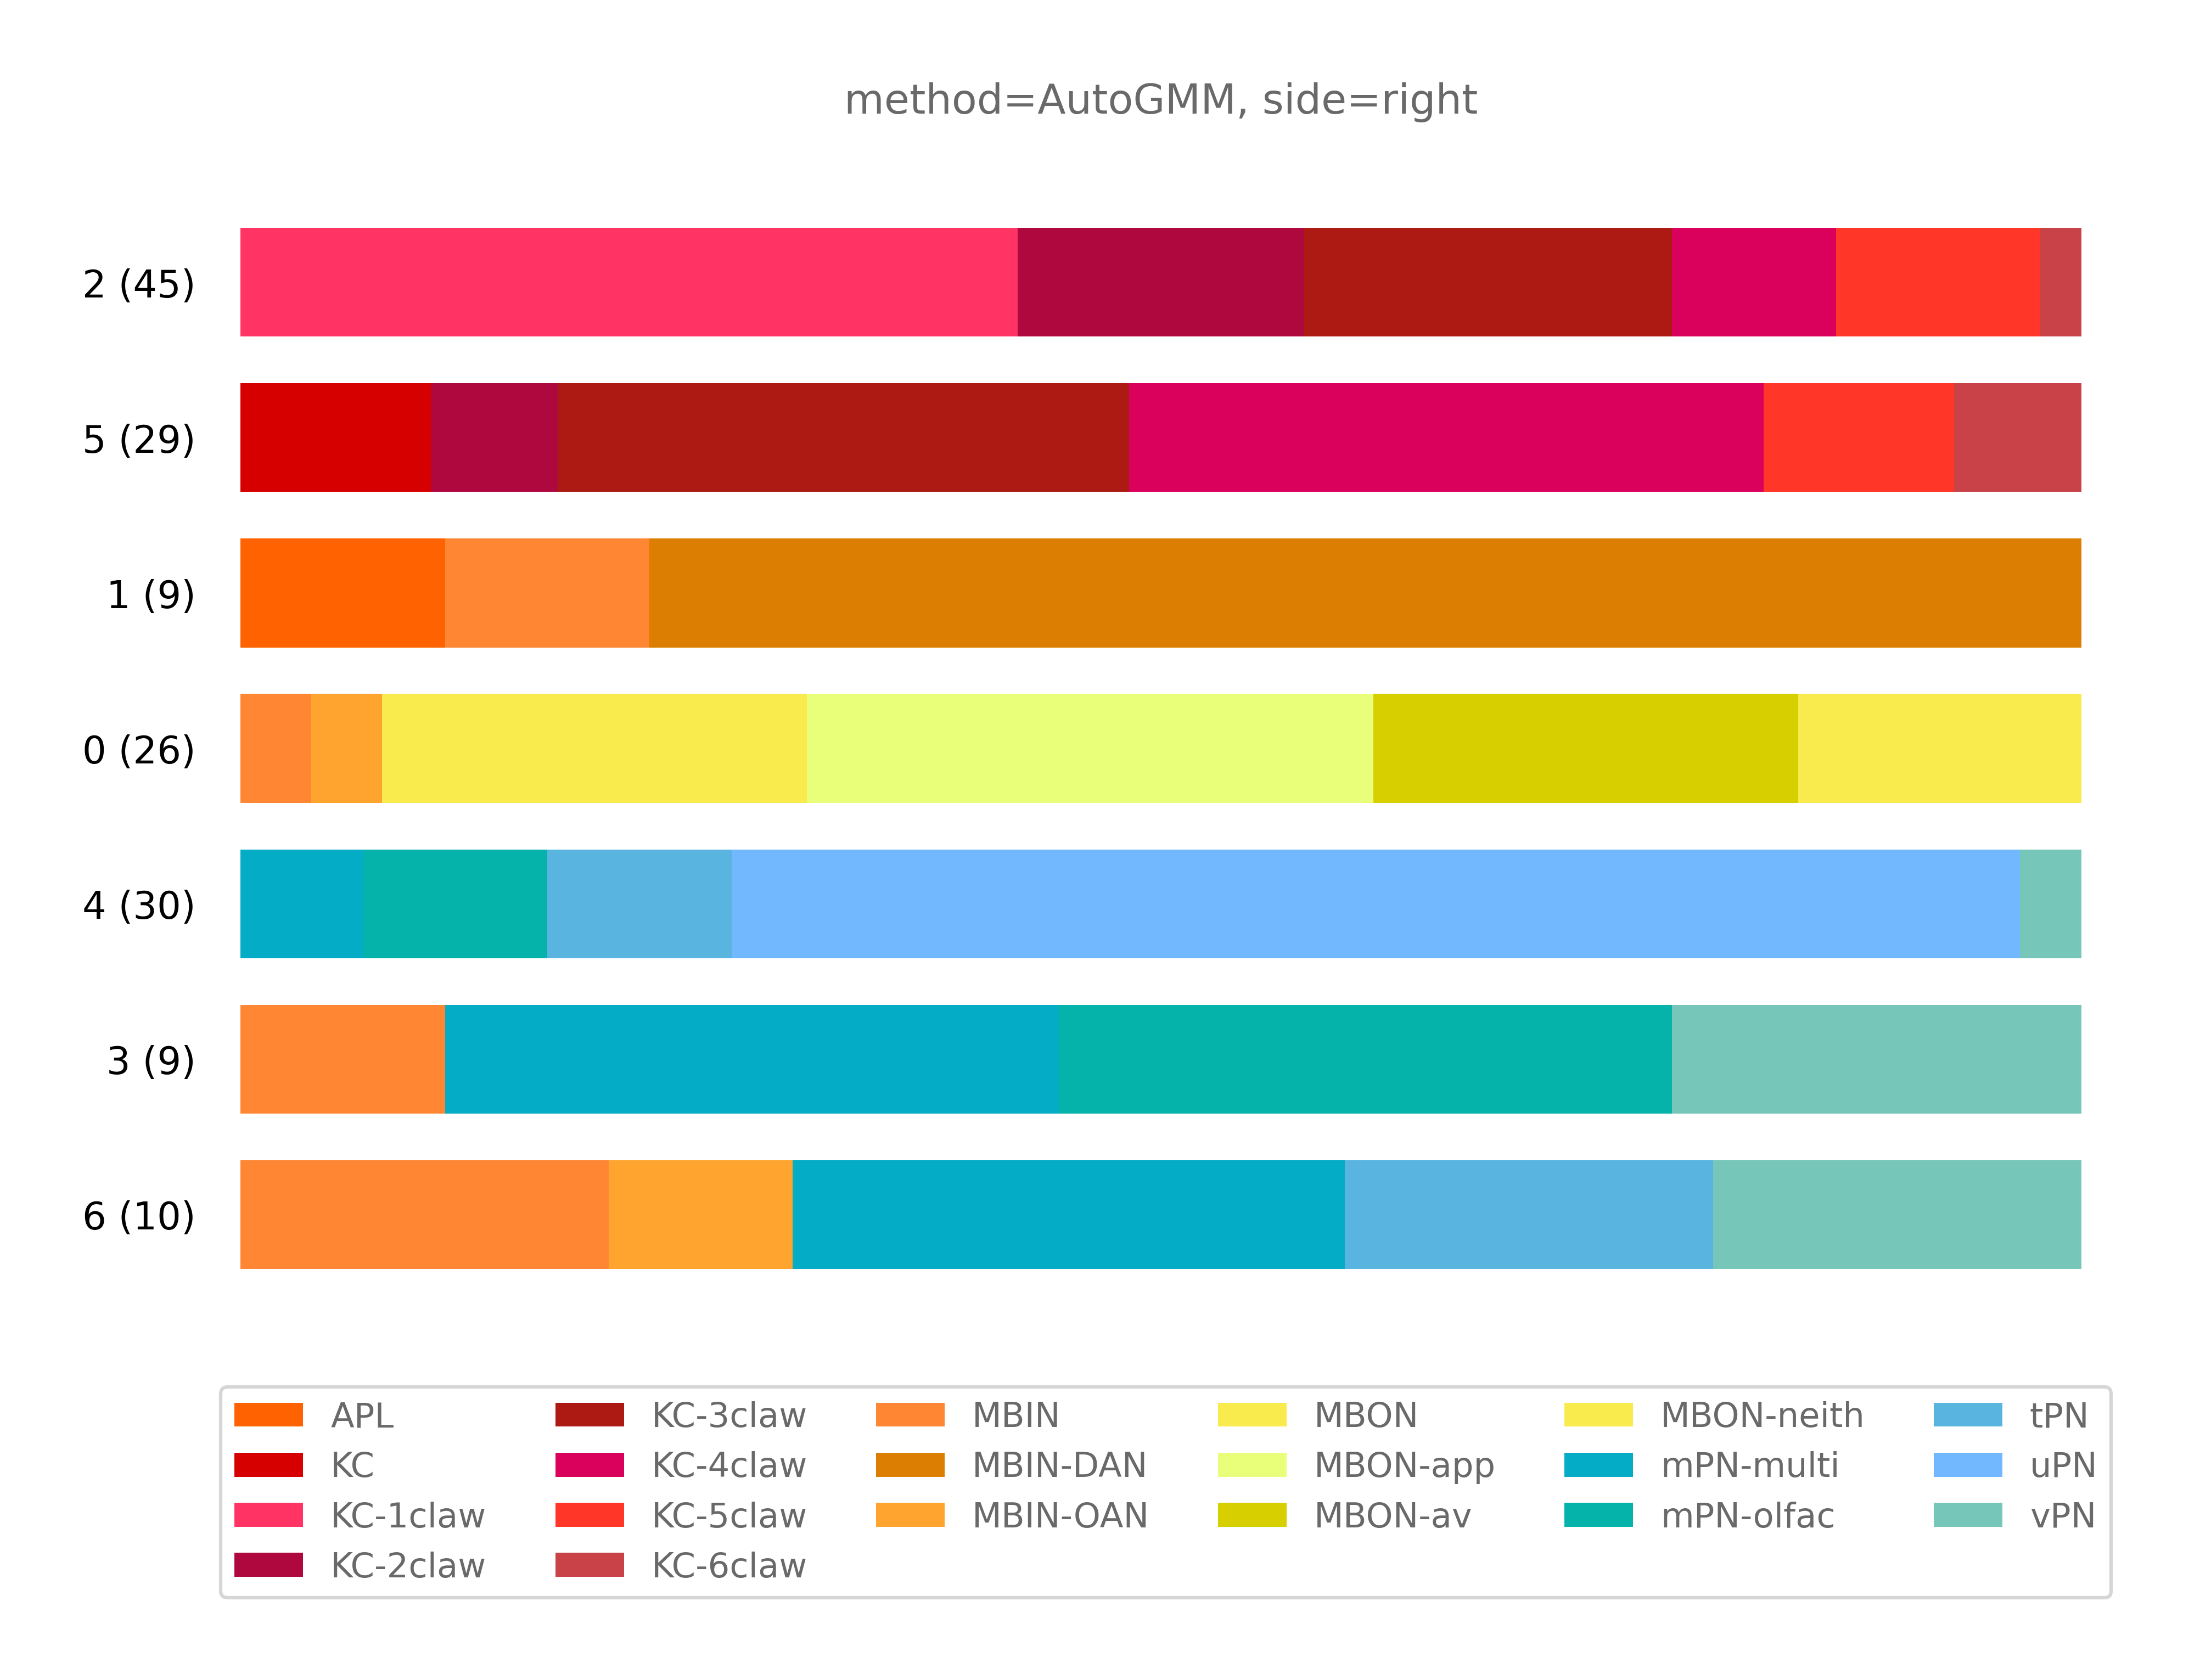 method=AutoGMM, side=right
2 (45)
5 (29)
1 (9)
0 (26)
4 (30)
3 (9)
6 (10)
APL
KC
KC-1claw
KC-2claw
KC-3claw
KC-4claw
KC-5claw
KC-6claw
MBIN
MBIN-DAN
MBIN-OAN
MBON
MBON-app
MBON-av
MBON-neith
mPN-multi
mPN-olfac
tPN
uPN
vPN